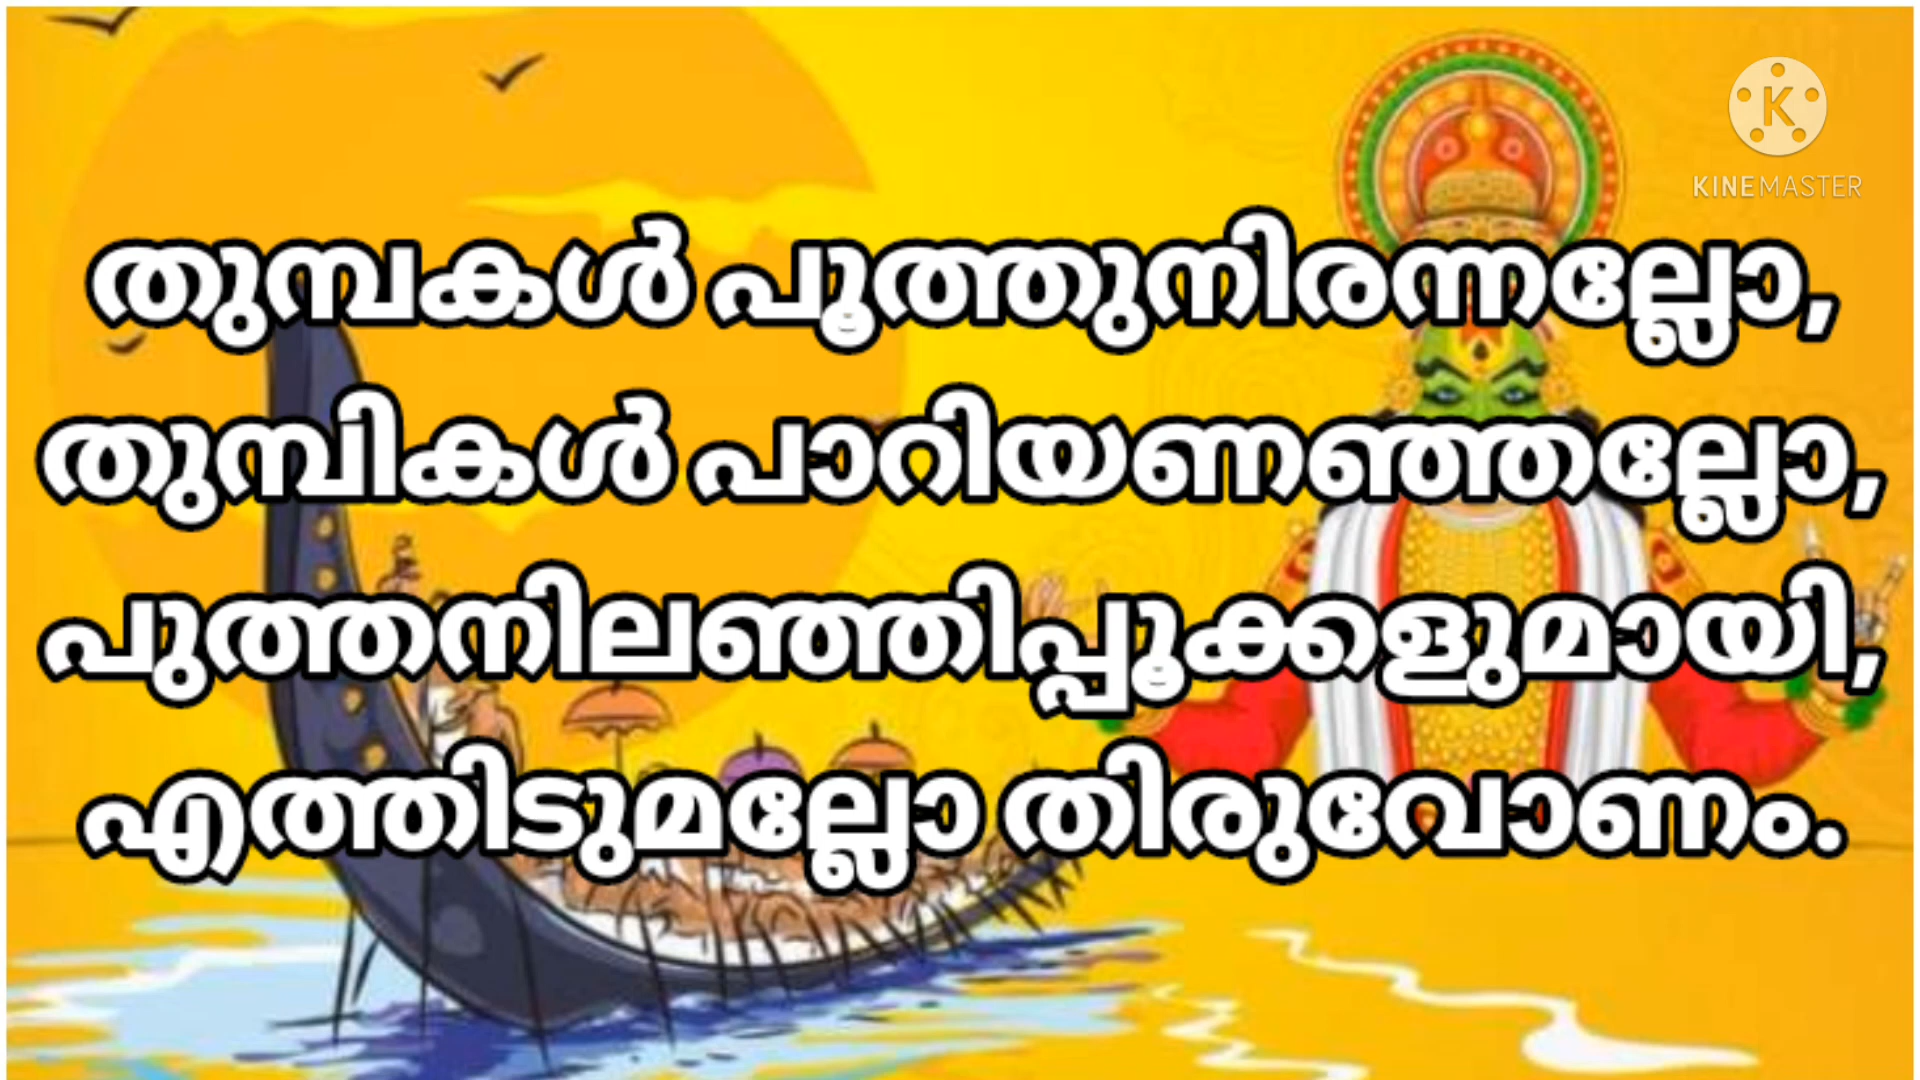 KINEMASTER
തുമ്പകൾ പൂത്തുനിരന്നല്ലോ,
തുമ്പികൾ പാറിയണഞ്ഞല്ലോ,
പുത്തനിലഞ്ഞിപ്പൂക്കളുമായി,
എത്തിടുമല്ലോ തിരുവോണം.